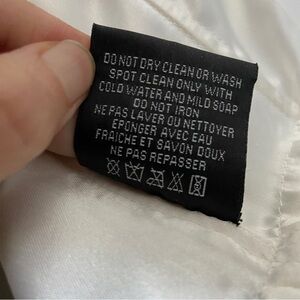 DO NOT DRY CLEAN OR WASH
SPOT CLEAN ONLY WITH
COLD WATER AND MILD SOAP
DO NOT IRON
NE PAS LAVER OU NETTOYER
EPONGER AVEC EAU
FRAICHE ET SAVON DOUX
NE PAS REPASSER